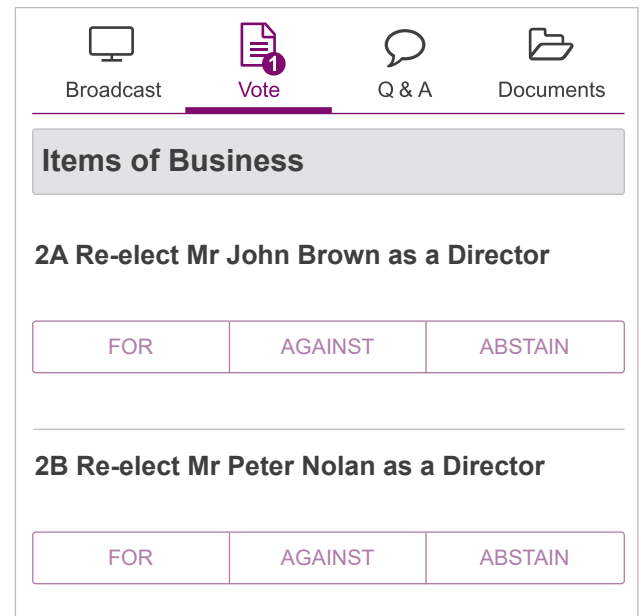 1
Broadcast Vote Q & A Documents
Items of Business
2A Re-elect Mr John Brown as a Director
FOR AGAINST ABSTAIN
2B Re-elect Mr Peter Nolan as a Director
FOR AGAINST ABSTAIN